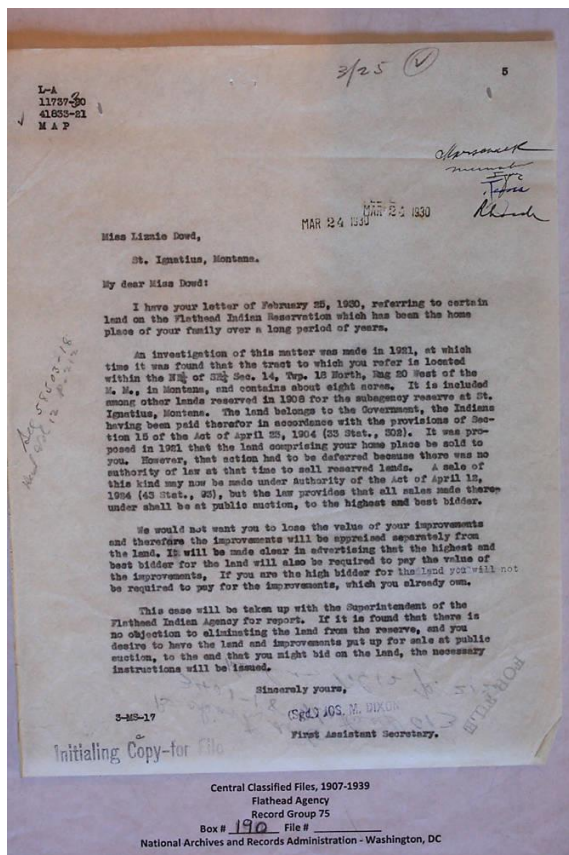 3/25 ✓
5
L-A
11737-30
41833-21
M A P
MAR 24 1930
MAR 24 1930
Miss Lizzie Dowd,
St. Ignatius, Montana.
My dear Miss Dowd:
I have your letter of February 25, 1930, referring to certain
land on the Flathead Indian Reservation which has been the home
place of your family over a long period of years.
An investigation of this matter was made in 1921, at which
time it was found that the tract to which you refer is located
within the of Sec. 14, Twp. 18 North, Rng 20 West of the
M. M., in Montana, and contains about eight acres. It is included
among other lands reserved in 1908 for the subagency reserve at St.
Ignatius, Montana. The land belongs to the Government, the Indians
having been paid therefor in accordance with the provisions of Sec-
tion 15 of the Act of April 23, 1904 (33 Stat., 302). It was pro-
posed in 1921 that the land comprising your home place be sold to
you. However, that action had to be deferred because there was no
authority of law at that time to sell reserved lands. A sale of
this kind may now be made under Authority of the Act of April 12,
1924 (43 Stat., 93), but the law provides that all sales made there-
under shall be at public auction, to the highest and best bidder.
We would not want you to lose the value of your improvements
and therefore the improvements will be appraised separately from
the land. It will be made clear in advertising that the highest and
best bidder for the land will also be required to pay the value of
the improvements. If you are the high bidder for the land you will not
be required to pay for the improvements, which you already own.
This case will be taken up with the Superintendent of the
Flathead Indian Agency for report. If it is found that there is
no objection to eliminating the land from the reserve, and you
desire to have the land and improvements put up for sale at public
auction, to the end that you might bid on the land, the necessary
instructions will be issued.
Sincerely yours,
3-MS-17
(Sgd.) JOS. M. DIXON
First Assistant Secretary.
FOR FILE
Initialing Copy-for File
Central Classified Files, 1907-1939
Flathead Agency
Record Group 75
Box # 190 File #
National Archives and Records Administration - Washington, DC